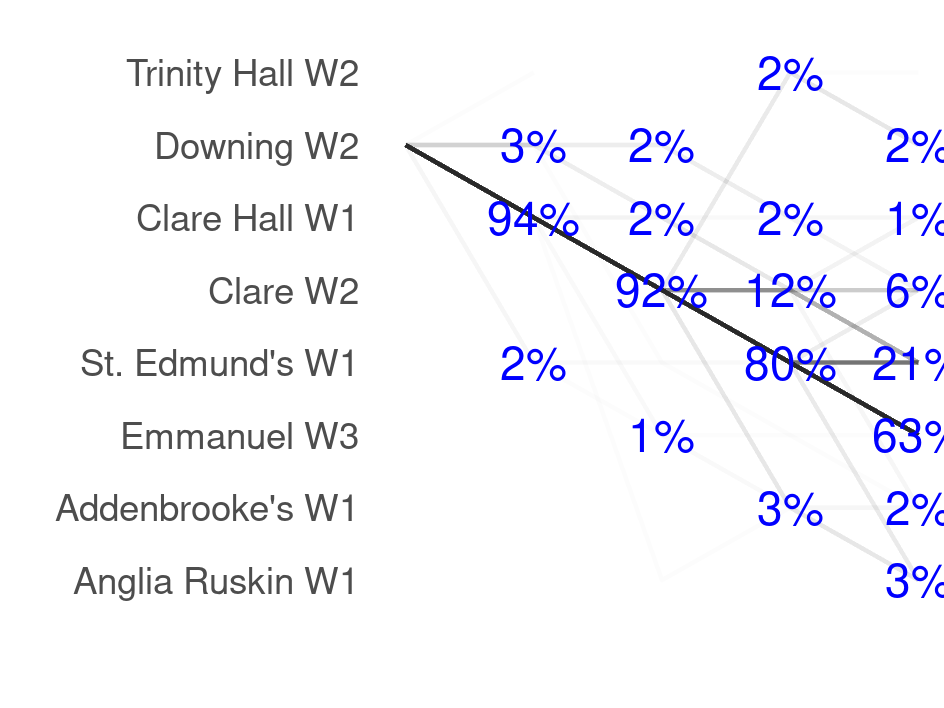 Trinity Hall W2 2%
Downing W2 3% 2% 2%
Clare Hall W1 94% 2% 2% 1%
Clare W2 92% 12% 6%
St. Edmund's W1 2% 80% 21%
Emmanuel W3 1% 63%
Addenbrooke's W1 3% 2%
Anglia Ruskin W1 3%